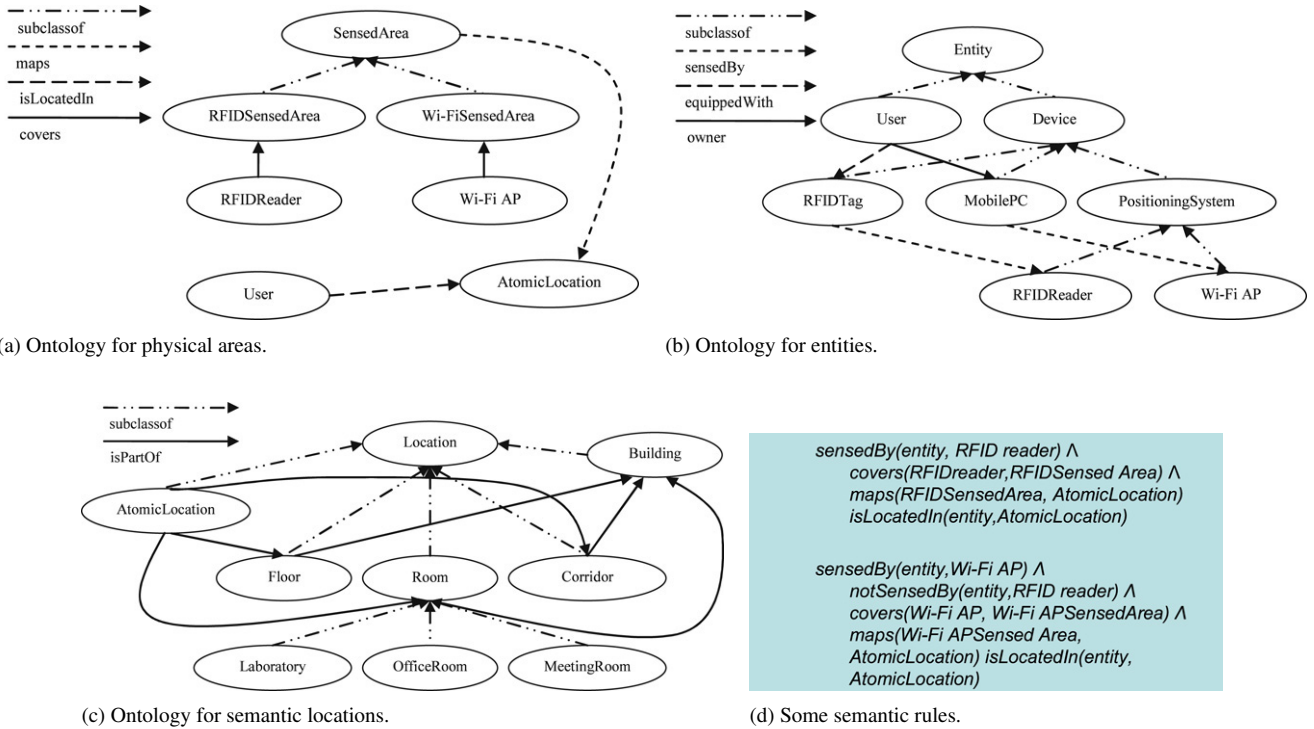 subclassof
maps
isLocatedIn
covers
SensedArea
RFIDSensedArea
Wi-FiSensedArea
RFIDReader
Wi-Fi AP
User
AtomicLocation
(a) Ontology for physical areas.
subclassof
sensedBy
equippedWith
owner
Entity
User
Device
RFIDTag
MobilePC
PositioningSystem
RFIDReader
Wi-Fi AP
(b) Ontology for entities.
subclassof
isPartOf
Location
Building
AtomicLocation
Floor
Room
Corridor
Laboratory
OfficeRoom
MeetingRoom
(c) Ontology for semantic locations.
sensedBy(entity, RFID reader) Λ
covers(RFIDreader,RFIDSensed Area) Λ
maps(RFIDSensedArea, AtomicLocation)
isLocatedIn(entity,AtomicLocation)
sensedBy(entity,Wi-Fi AP) Λ
notSensedBy(entity,RFID reader) Λ
covers(Wi-Fi AP, Wi-Fi APSensedArea) Λ
maps(Wi-Fi APSensed Area,
AtomicLocation) isLocatedIn(entity,
AtomicLocation)
(d) Some semantic rules.